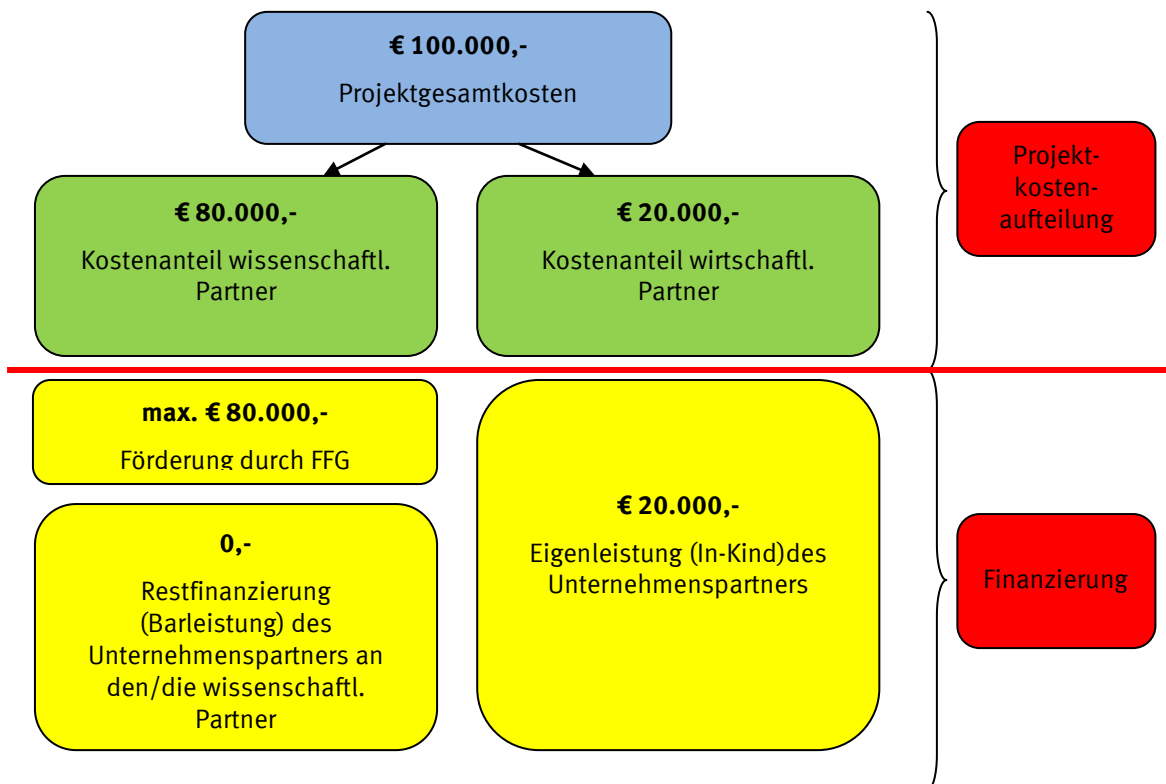 € 100.000,-
Projektgesamtkosten
€ 80.000,-
Kostenanteil wissenschaftl.
Partner
€ 20.000,-
Kostenanteil wirtschaftl.
Partner
Projekt-
kosten-
aufteilung
max. € 80.000,-
Förderung durch FFG
0,-
Restfinanzierung
(Barleistung) des
Unternehmenspartners an
den/die wissenschaftl.
Partner
€ 20.000,-
Eigenleistung (In-Kind)des
Unternehmenspartners
Finanzierung